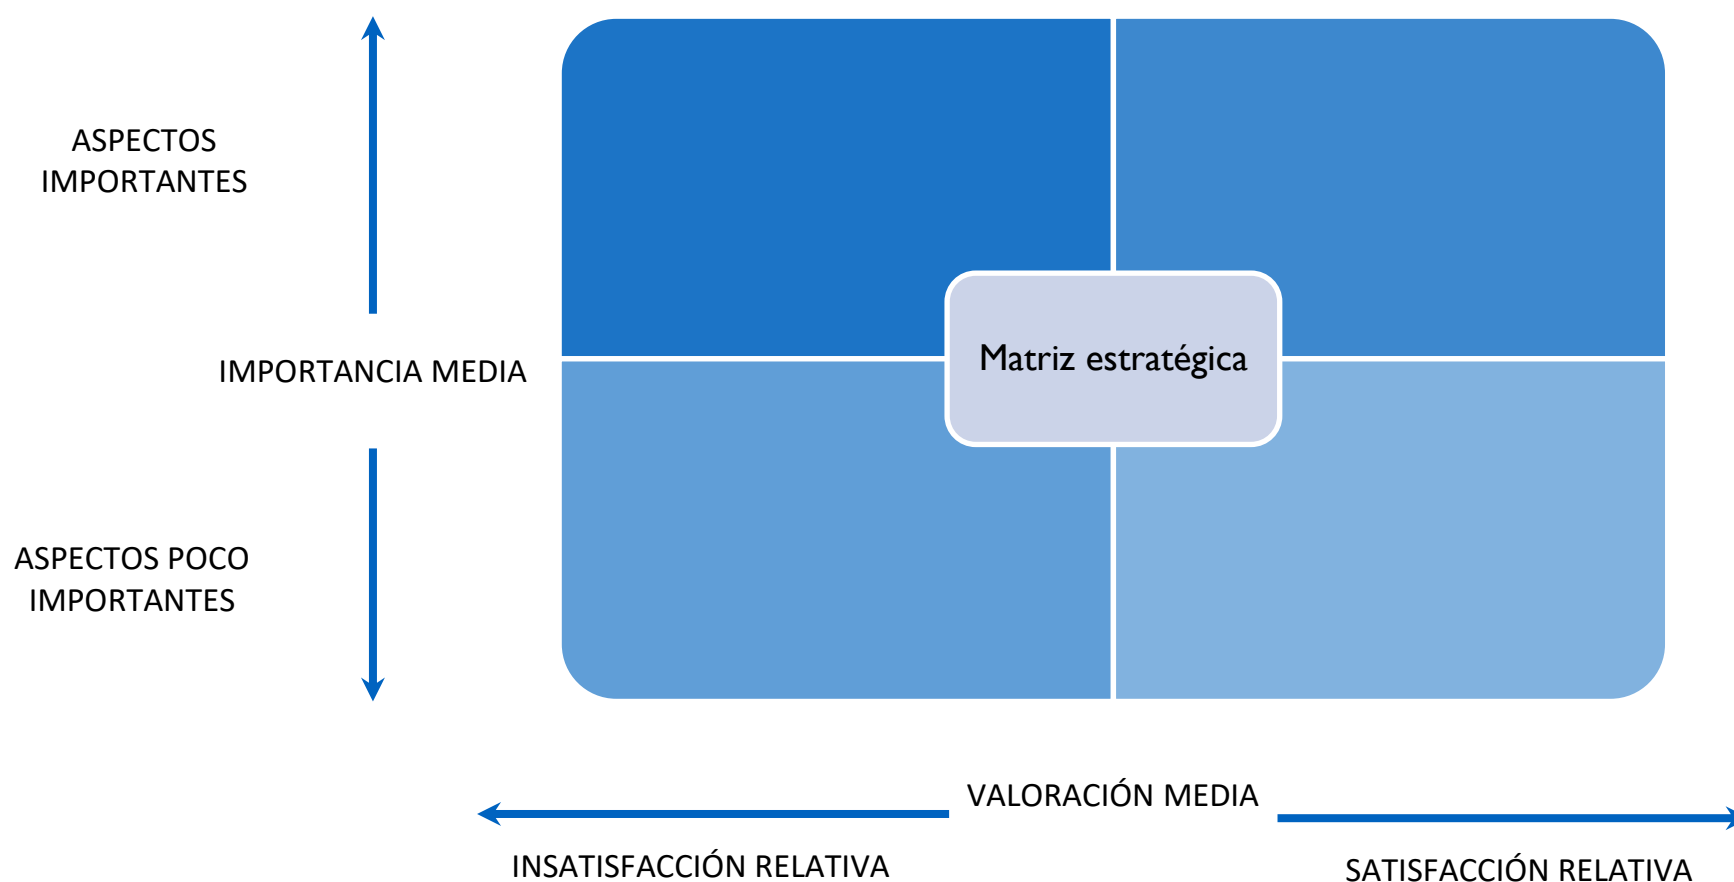 ASPECTOS
IMPORTANTES
IMPORTANCIA MEDIA
Matriz estratégica
ASPECTOS POCO
IMPORTANTES
VALORACIÓN MEDIA
INSATISFACCIÓN RELATIVA
SATISFACCIÓN RELATIVA